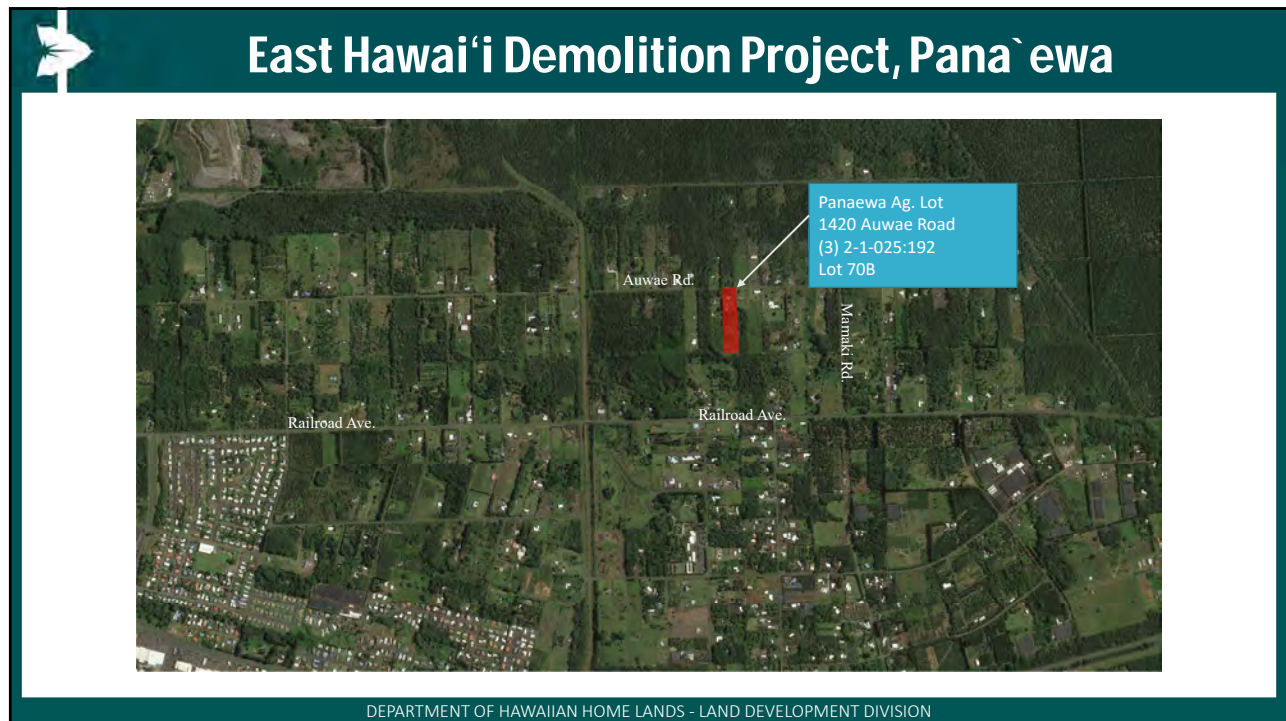 East Hawai‘i Demolition Project, Pana`ewa
Panaewa Ag. Lot
1420 Auwae Road
(3) 2-1-025:192
Lot 70B
Auwae Rd.
Mamaki Rd.
Railroad Ave.
Railroad Ave.
DEPARTMENT OF HAWAIIAN HOME LANDS - LAND DEVELOPMENT DIVISION